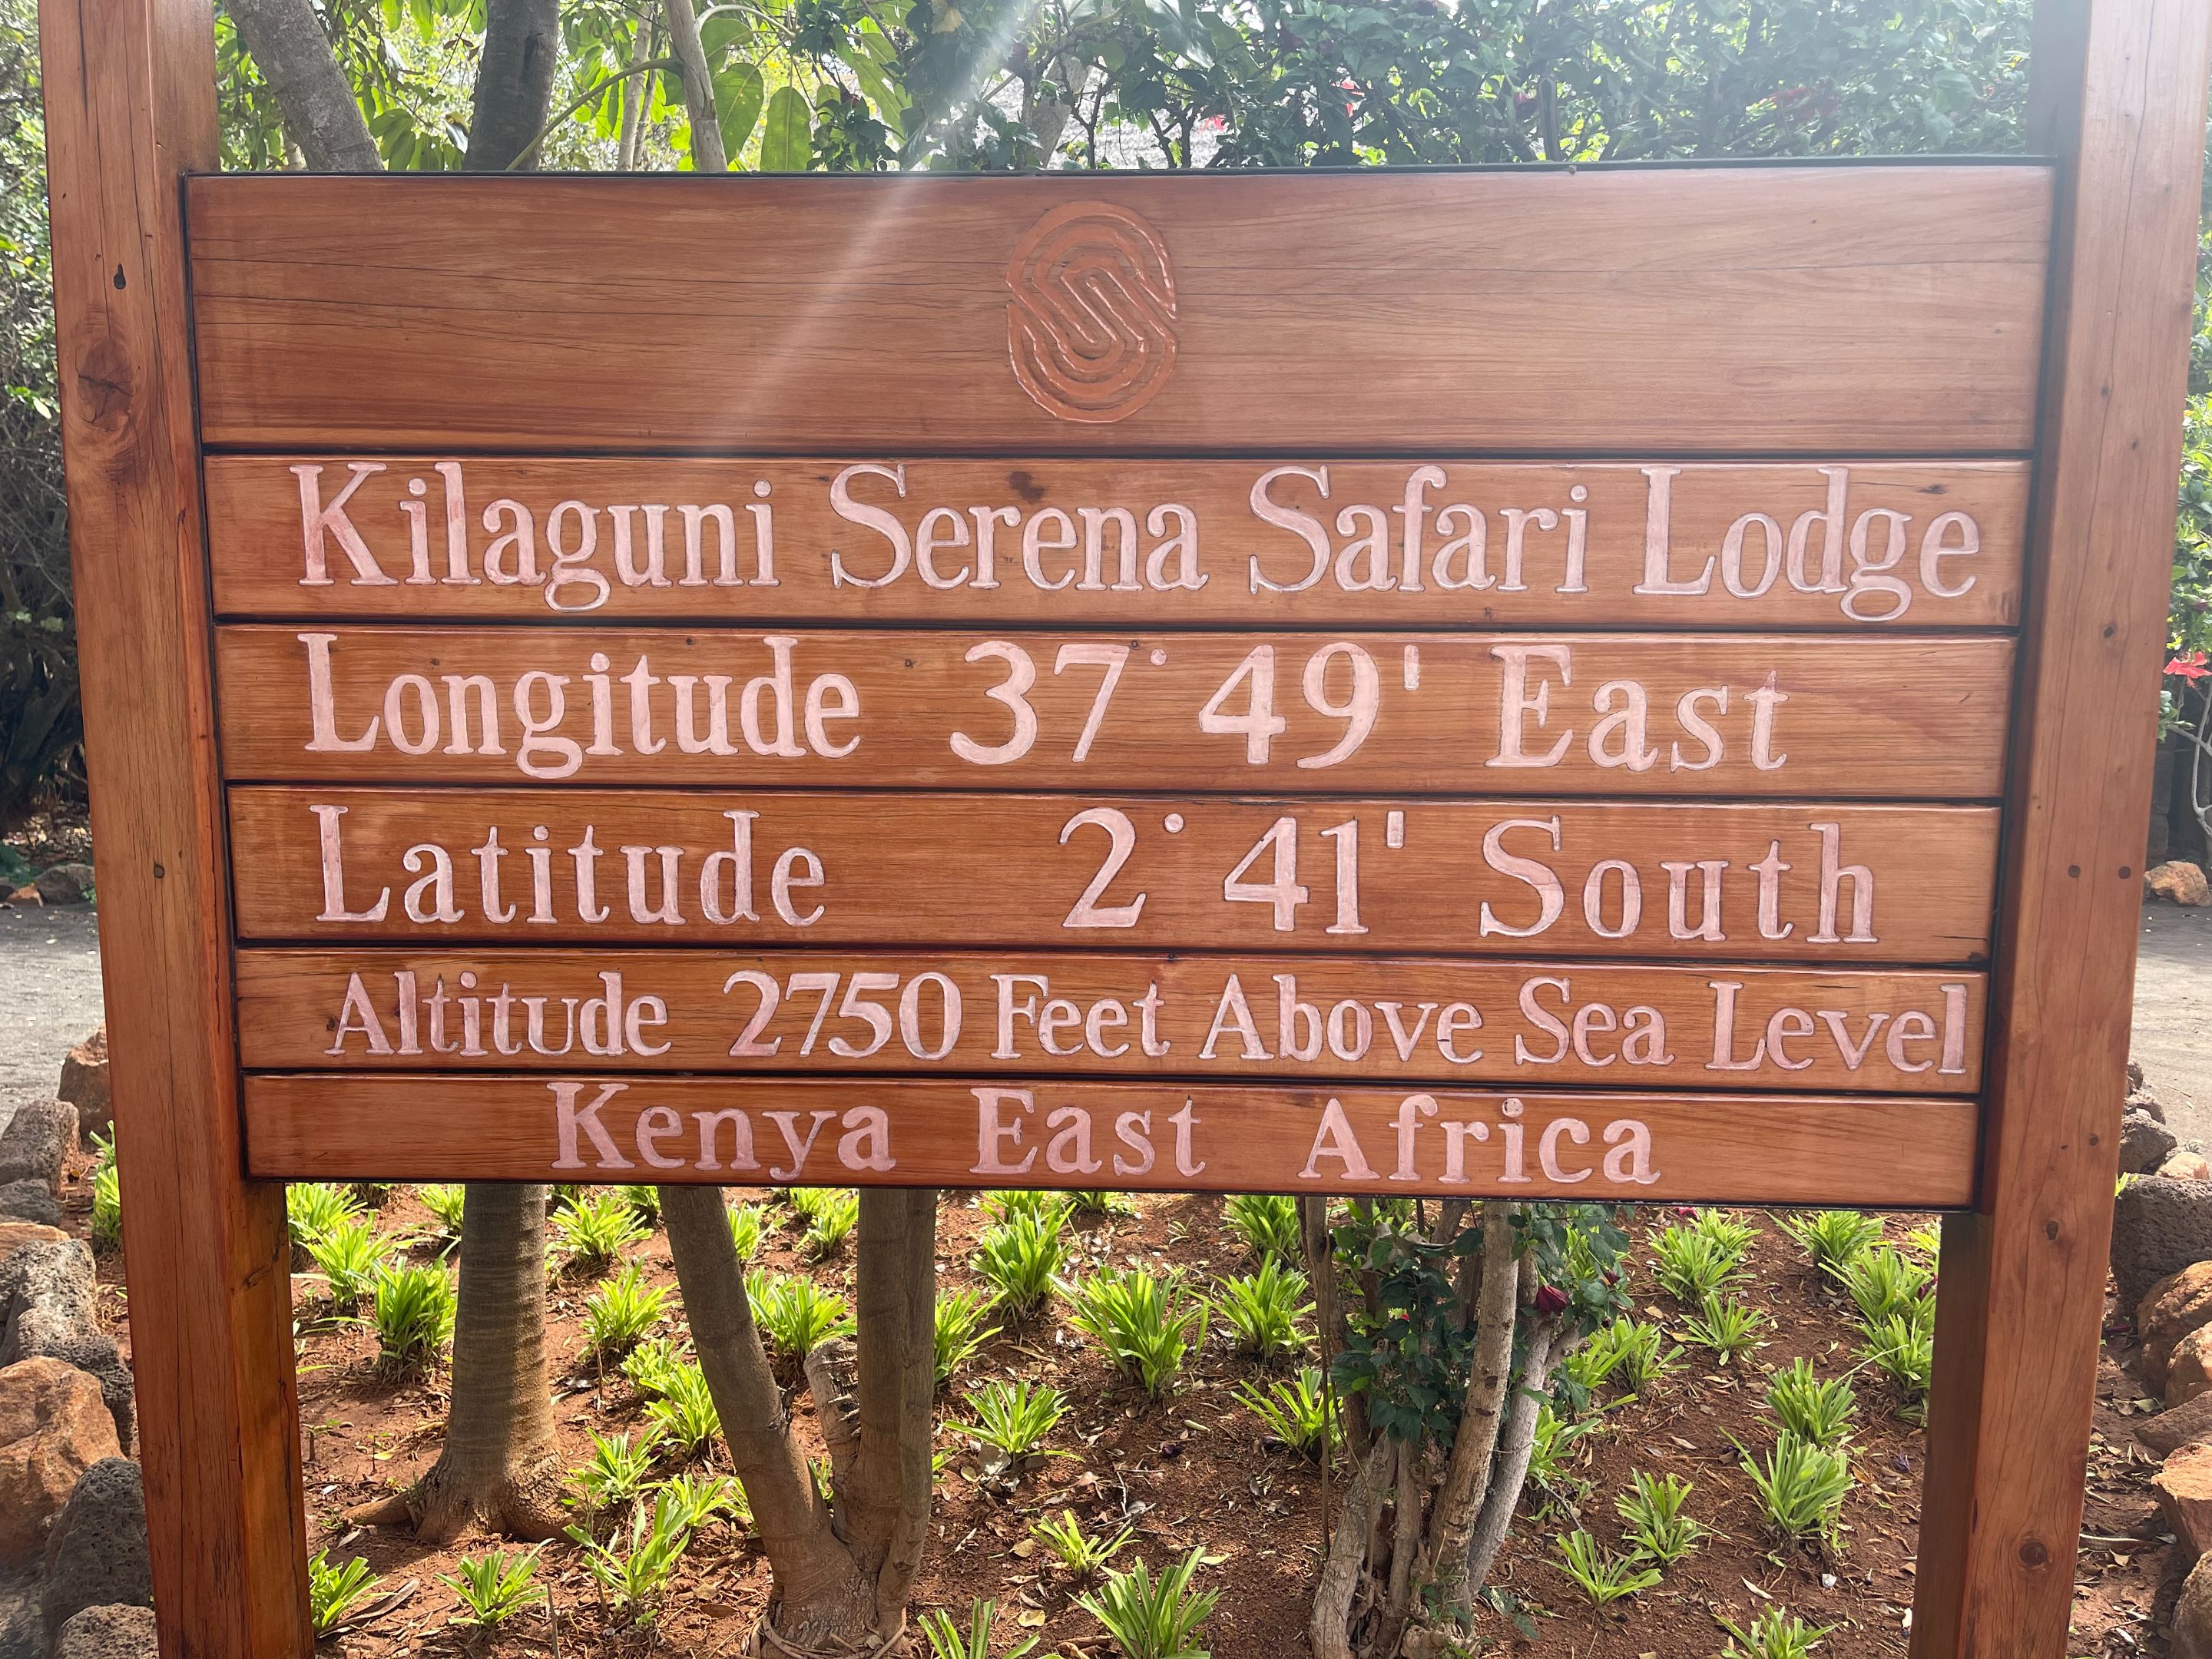 Kilaguni Serena Safari Lodge
Longitude 37° 49' East
Latitude 2° 41' South
Altitude 2750 Feet Above Sea Level
Kenya East Africa